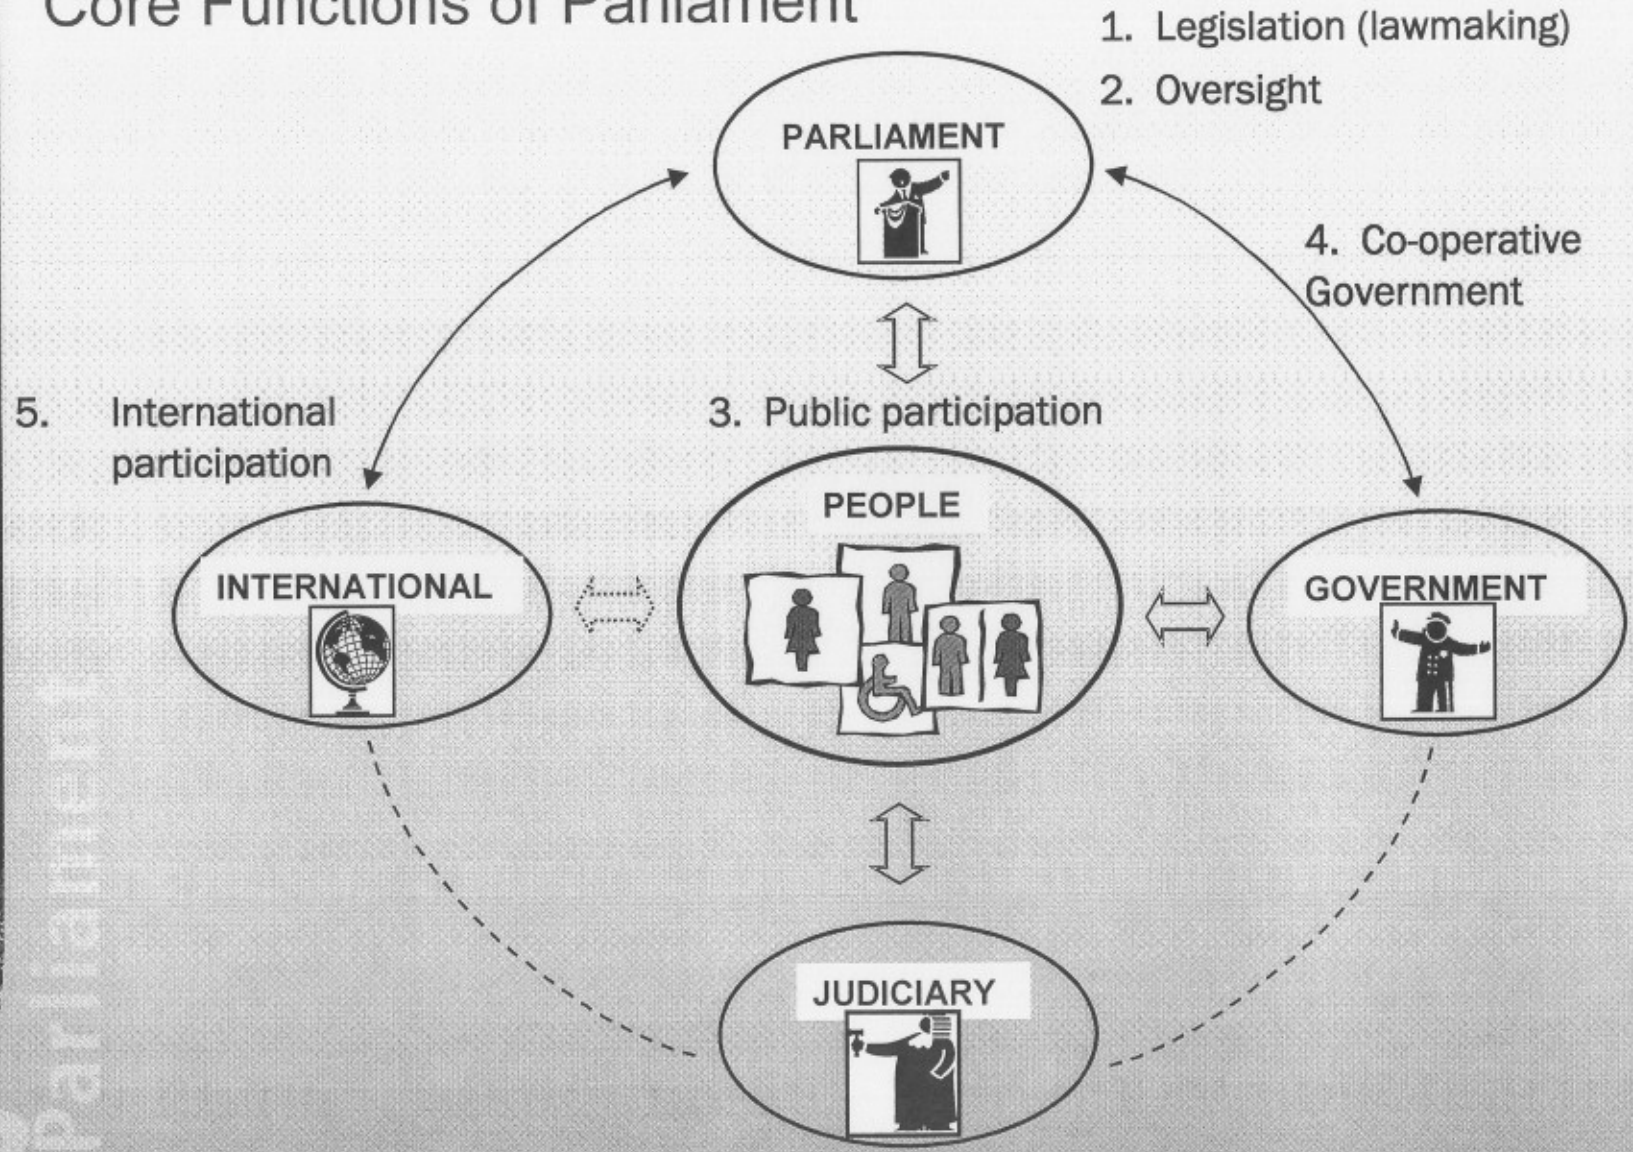 Core Functions of Parliament
1. Legislation (lawmaking)
2. Oversight
PARLIAMENT
4. Co-operative
Government
5. International
participation
3. Public participation
PEOPLE
INTERNATIONAL
GOVERNMENT
JUDICIARY
Parliament